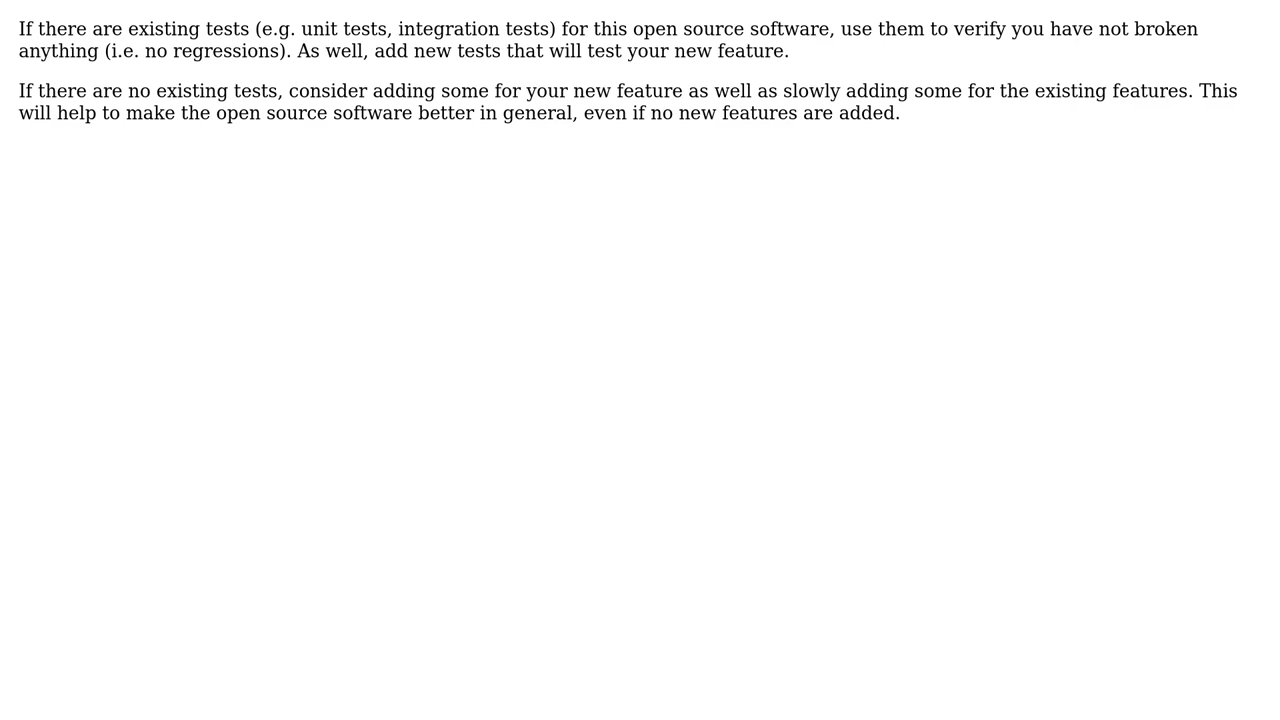 If there are existing tests (e.g. unit tests, integration tests) for this open source software, use them to verify you have not broken
anything (i.e. no regressions). As well, add new tests that will test your new feature.
If there are no existing tests, consider adding some for your new feature as well as slowly adding some for the existing features. This
will help to make the open source software better in general, even if no new features are added.